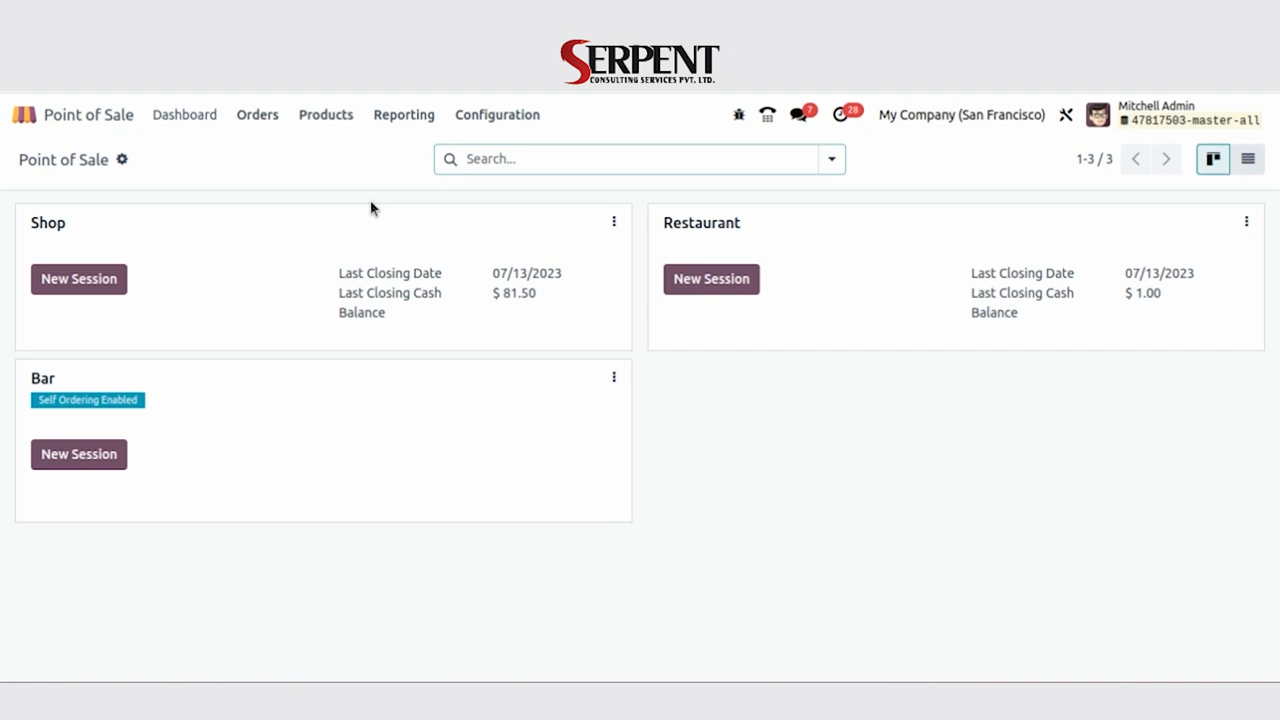 SERPENT
CONSULTING SERVICES PVT. LTD.
Point of Sale Dashboard Orders Products Reporting Configuration 7 28 My Company (San Francisco) Mitchell Admin
47817503-master-all
Point of Sale Search... 1-3 / 3
Shop
New Session
Last Closing Date 07/13/2023
Last Closing Cash $ 81.50
Balance
Restaurant
New Session
Last Closing Date 07/13/2023
Last Closing Cash $ 1.00
Balance
Bar
Self Ordering Enabled
New Session